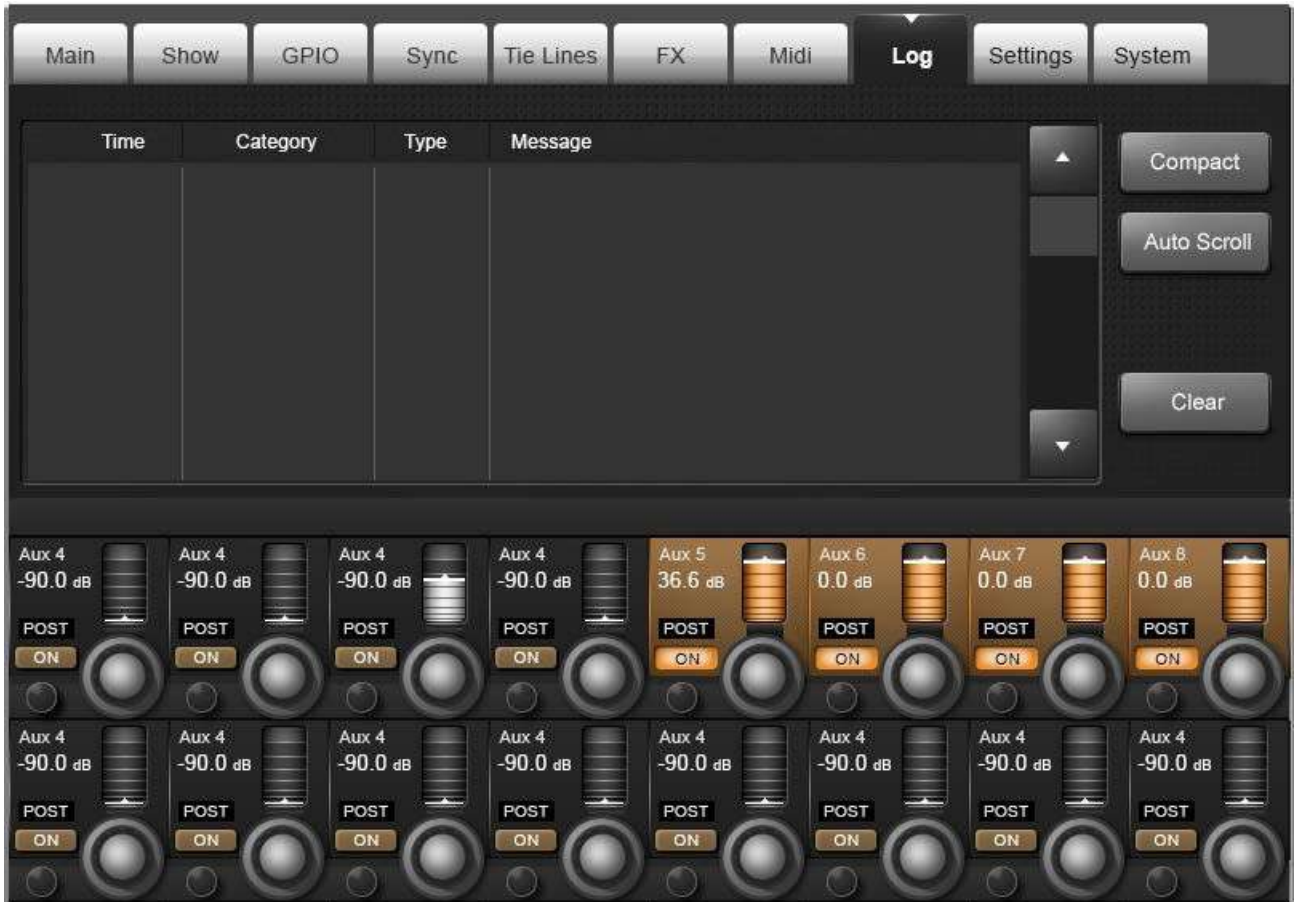 Main Show GPIO Sync Tie Lines FX Midi Log Settings System
Time Category Type Message
Compact
Auto Scroll
Clear
Aux 4 Aux 4 Aux 4 Aux 4 Aux 5 Aux 6 Aux 7 Aux 8
-90.0 dB -90.0 dB -90.0 dB -90.0 dB 36.6 dB 0.0 dB 0.0 dB 0.0 dB
POST POST POST POST POST POST POST POST
ON ON ON ON ON ON ON ON
Aux 4 Aux 4 Aux 4 Aux 4 Aux 4 Aux 4 Aux 4 Aux 4
-90.0 dB -90.0 dB -90.0 dB -90.0 dB -90.0 dB -90.0 dB -90.0 dB -90.0 dB
POST POST POST POST POST POST POST POST
ON ON ON ON ON ON ON ON